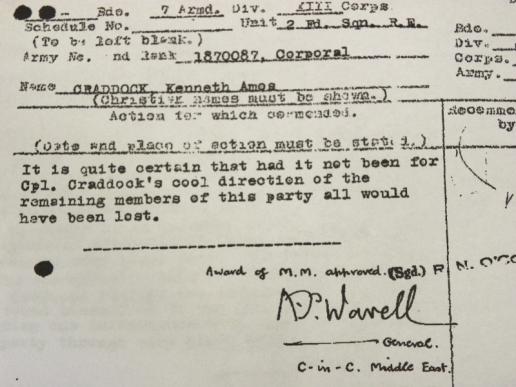 Bde. 7 Armd. Div. XIII Corps
Schedule No. Unit 2 Fd. Sqn. R.E.
(To be left blank.)
Army No. and Rank 1870087, Corporal
Name CRADDOCK, Kenneth Amos
(Christian names must be shown.)
Action for which commended.
(Date and place of action must be stated.)
It is quite certain that had it not been for
Cpl. Craddock's cool direction of the
remaining members of this party all would
have been lost.
Award of M.M. approved. (Sgd.) R N. O'CO
A.P. Wavell
General.
C-in-C. Middle East.
Bde.
Div.
Corps.
Army.
Recomm
by